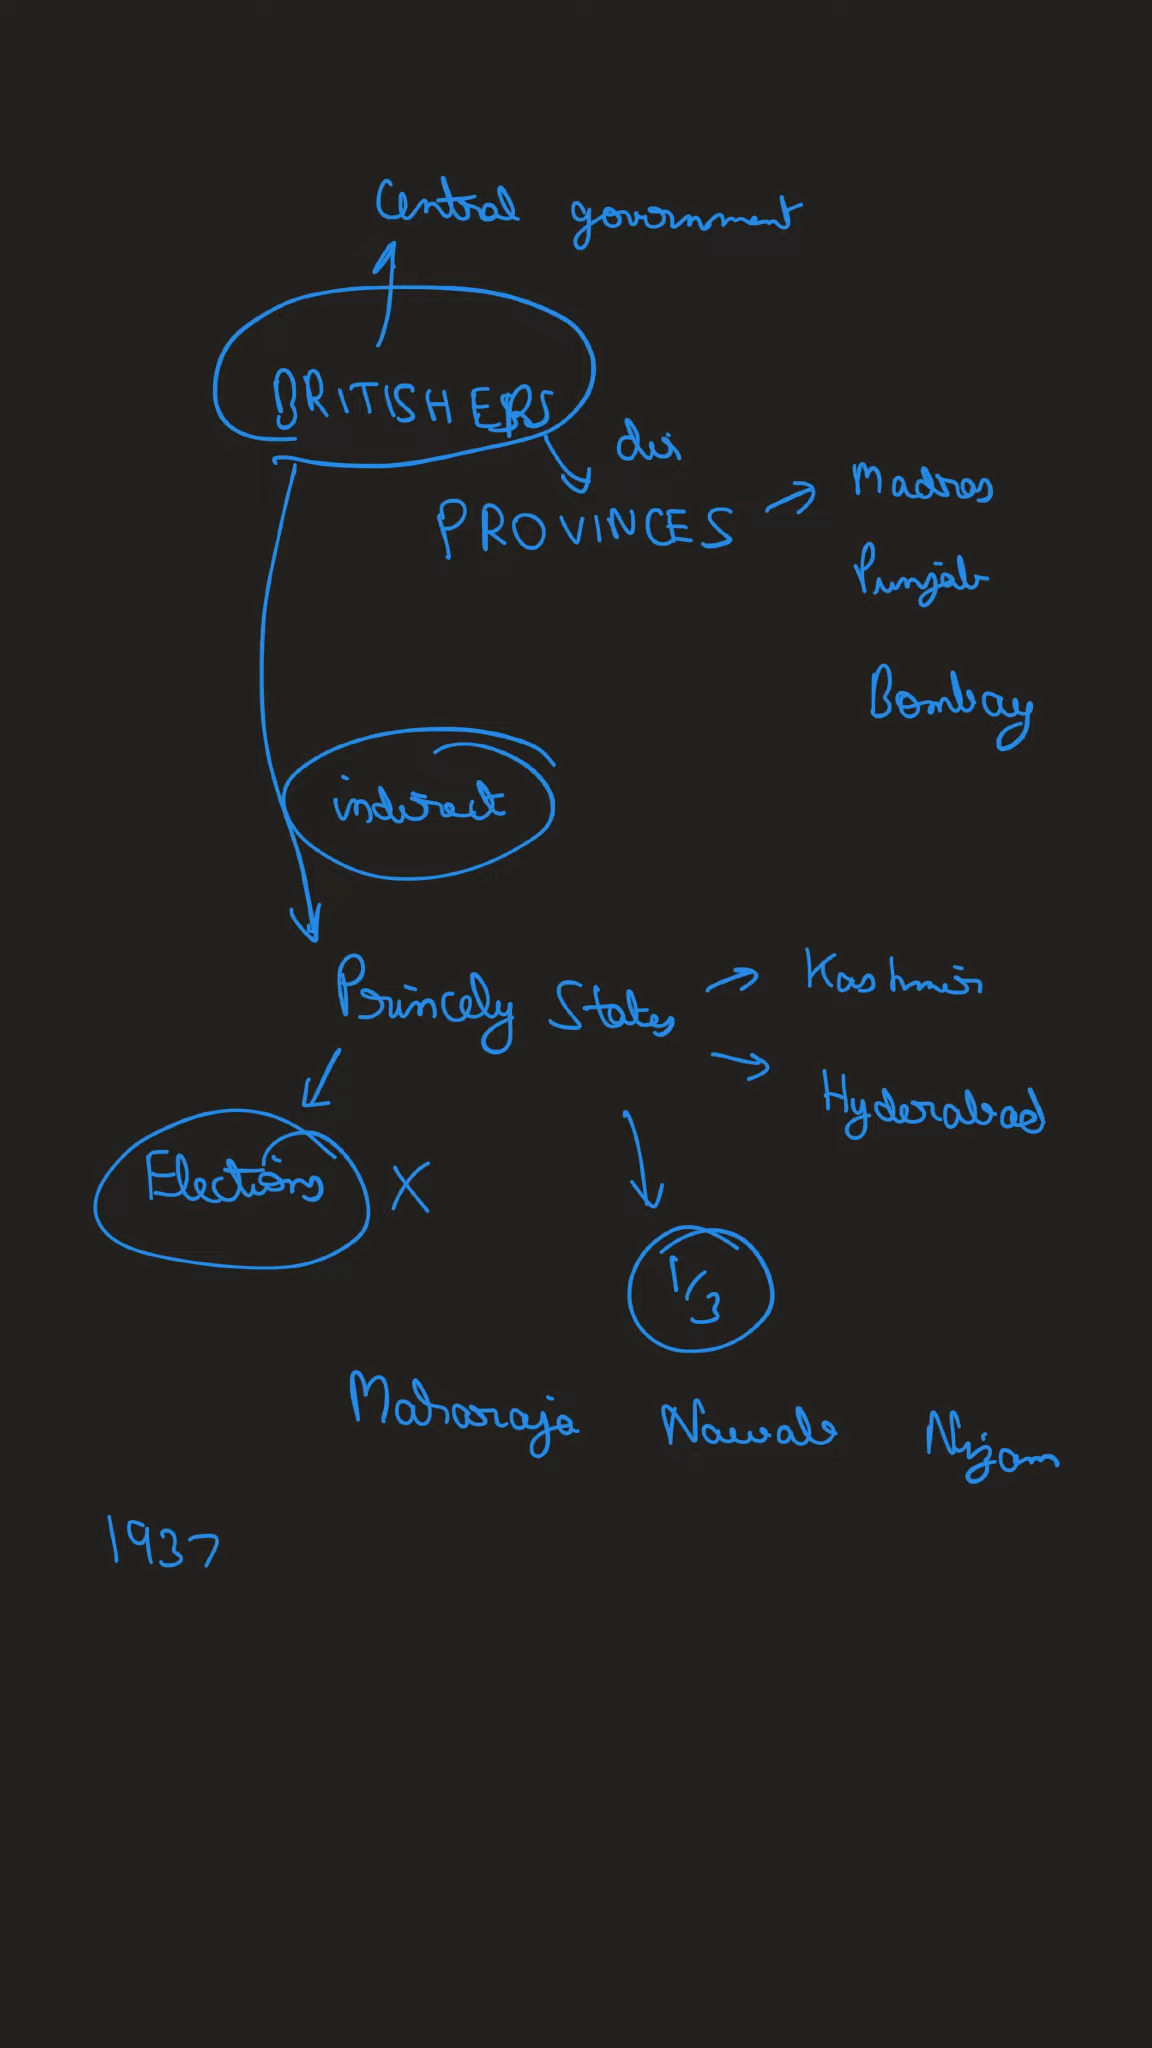 Central government
BRITISHERS
dir
PROVINCES → Madras
Punjab
Bombay
indirect
Princely States → Kashmir
→ Hyderabad
Elections X
1/3
Maharaja Nawab Nizam
1937